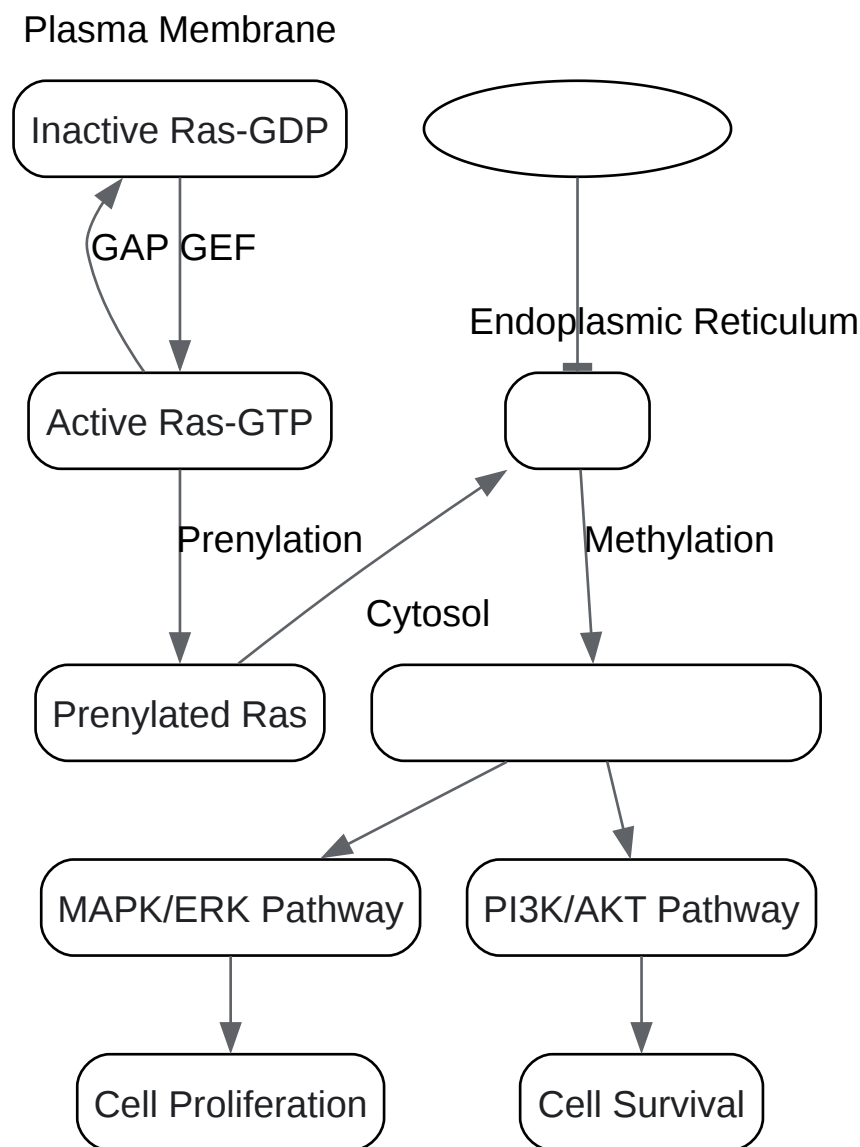 Plasma Membrane
Inactive Ras-GDP
GAP GEF
Endoplasmic Reticulum
Active Ras-GTP
Prenylation
Methylation
Cytosol
Prenylated Ras
MAPK/ERK Pathway
PI3K/AKT Pathway
Cell Proliferation
Cell Survival